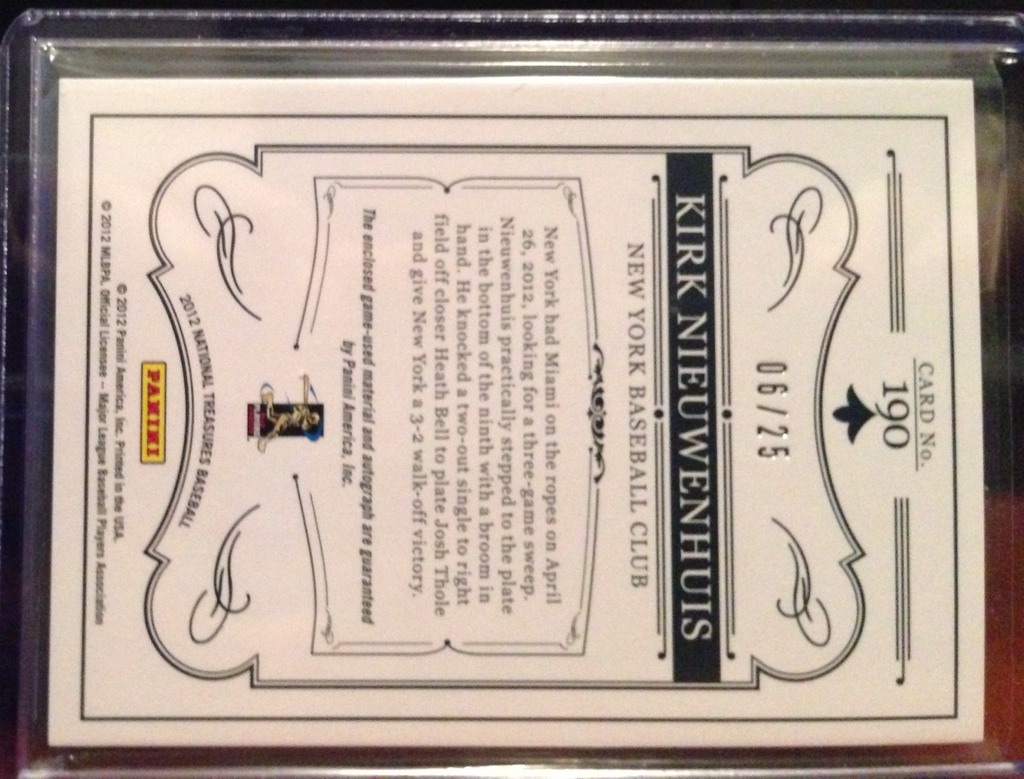 CARD No.
190
06/25
KIRK NIEUWENHUIS
NEW YORK BASEBALL CLUB
New York had Miami on the ropes on April
26, 2012, looking for a three-game sweep.
Nieuwenhuis practically stepped to the plate
in the bottom of the ninth with a broom in
hand. He knocked a two-out single to right
field off closer Heath Bell to plate Josh Thole
and give New York a 3-2 walk-off victory.
The enclosed game-used material and autograph are guaranteed
by Panini America, Inc.
2012 NATIONAL TREASURES BASEBALL
PANINI
© 2012 Panini America, Inc. Printed in the USA.
© 2012 MLBPA. Official Licensee -- Major League Baseball Players Association